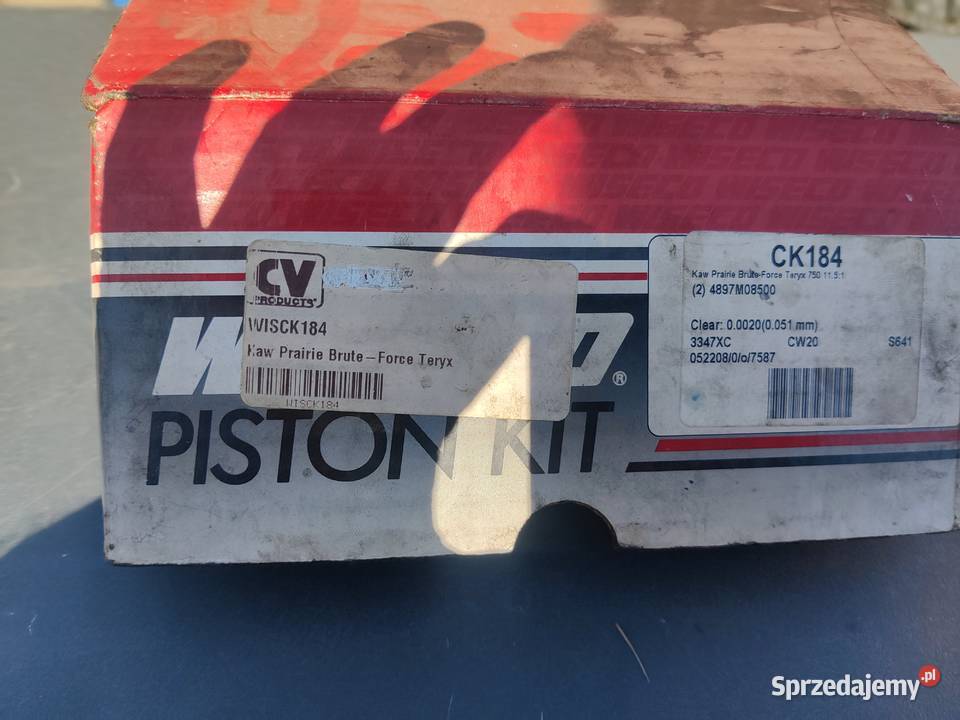 CV
PRODUCTS
WISCK184
Kaw Prairie Brute-Force Teryx
WISCK184
CK184
Kaw Prairie Brute-Force Teryx 750 11.5:1
(2) 4897M08500
Clear: 0.0020(0.051 mm)
3347XC CW20 S641
052208/0/o/7587
®
PISTON KIT
Sprzedajemy.pl